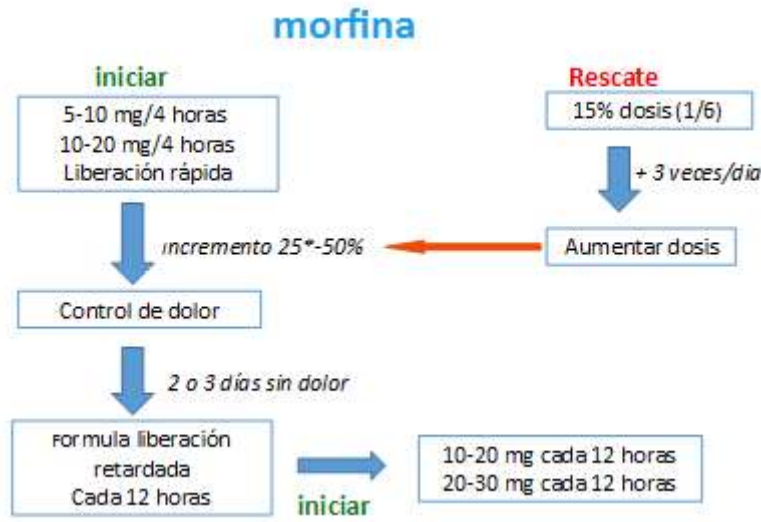 morfina
iniciar
5-10 mg/4 horas
10-20 mg/4 horas
Liberación rápida
Rescate
15% dosis (1/6)
+ 3 veces/dia
Incremento 25*-50%
Aumentar dosis
Control de dolor
2 o 3 días sin dolor
Formula liberación
retardada
Cada 12 horas
iniciar
10-20 mg cada 12 horas
20-30 mg cada 12 horas